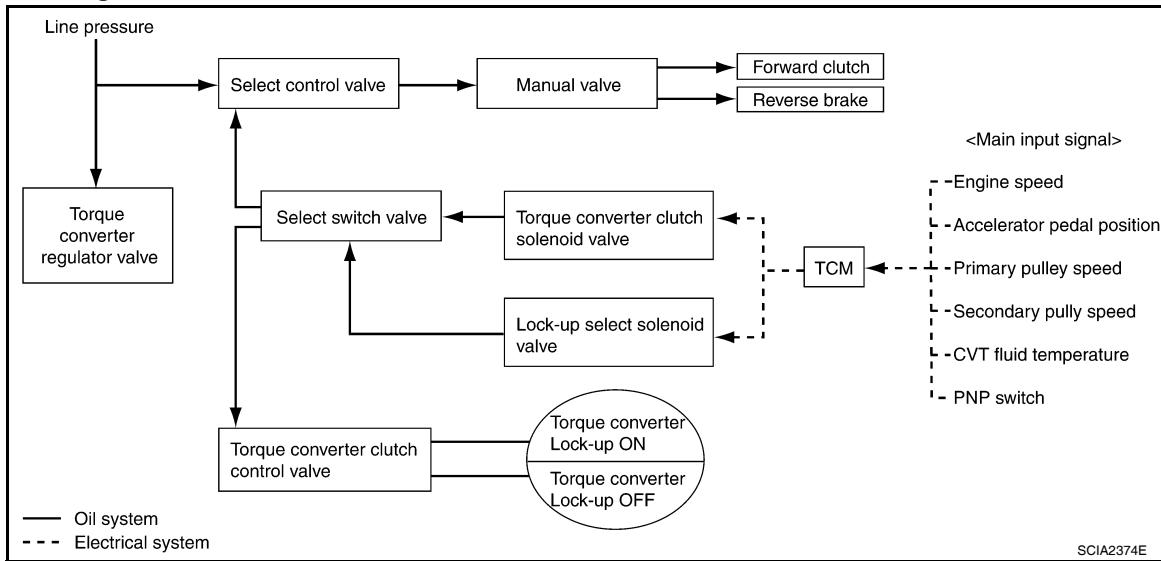 Line pressure
Select control valve
Manual valve
Forward clutch
Reverse brake
<Main input signal>
Torque
converter
regulator valve
Select switch valve
Torque converter clutch
solenoid valve
Lock-up select solenoid
valve
TCM
Engine speed
Accelerator pedal position
Primary pulley speed
Secondary pully speed
CVT fluid temperature
PNP switch
Torque converter clutch
control valve
Torque converter
Lock-up ON
Torque converter
Lock-up OFF
Oil system
Electrical system
SCIA2374E